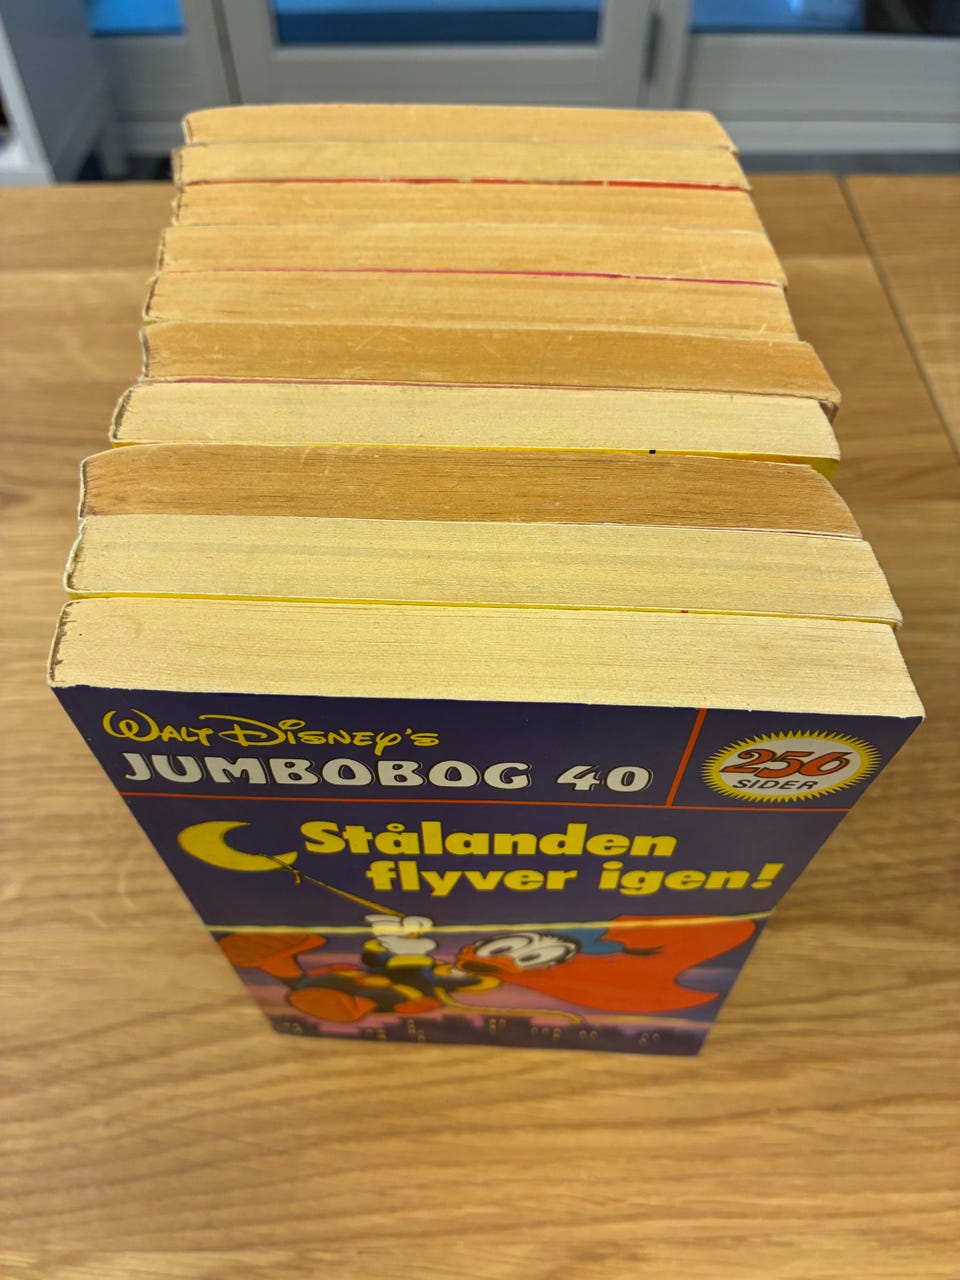 Walt Disney's
JUMBOBOG 40
256
SIDER
Stålanden
flyver igen!